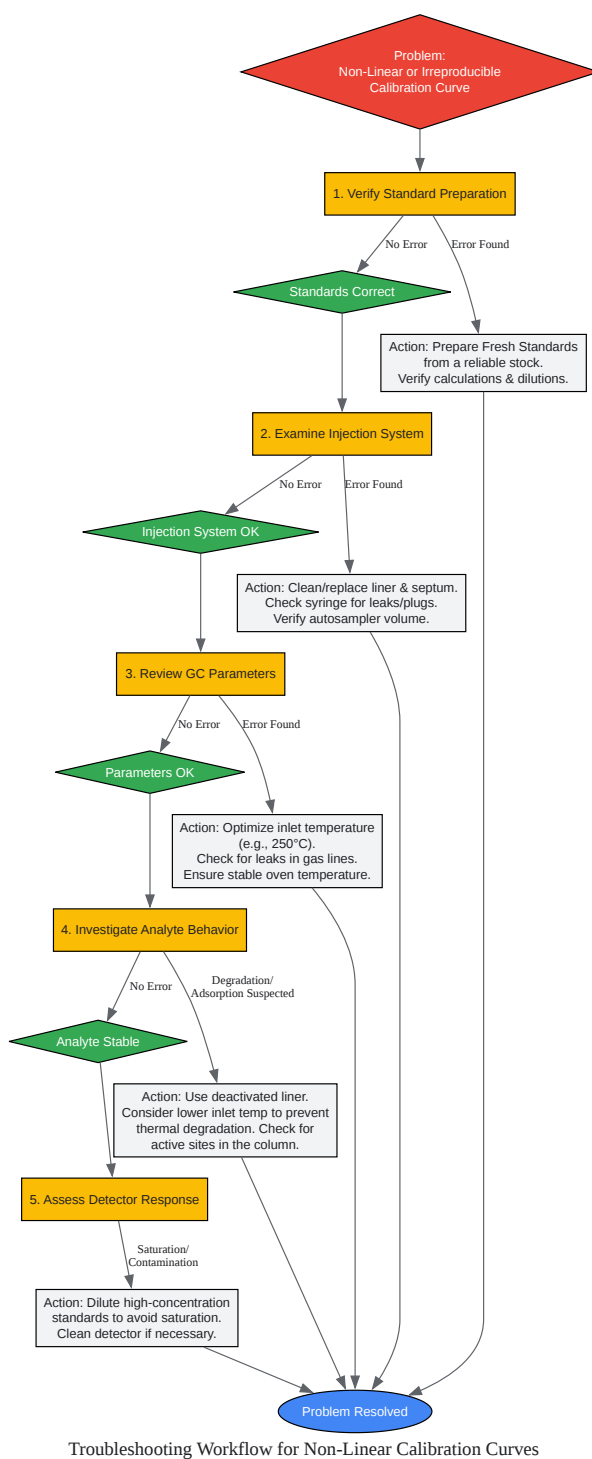 Problem:
Non-Linear or Irreproducible
Calibration Curve
1. Verify Standard Preparation
No Error
Error Found
Standards Correct
Action: Prepare Fresh Standards
from a reliable stock.
Verify calculations & dilutions.
2. Examine Injection System
No Error
Error Found
Injection System OK
Action: Clean/replace liner & septum.
Check syringe for leaks/plugs.
Verify autosampler volume.
3. Review GC Parameters
No Error
Error Found
Parameters OK
Action: Optimize inlet temperature
(e.g., 250°C).
Check for leaks in gas lines.
Ensure stable oven temperature.
4. Investigate Analyte Behavior
No Error
Degradation/
Adsorption Suspected
Analyte Stable
Action: Use deactivated liner.
Consider lower inlet temp to prevent
thermal degradation. Check for
active sites in the column.
5. Assess Detector Response
Saturation/
Contamination
Action: Dilute high-concentration
standards to avoid saturation.
Clean detector if necessary.
Problem Resolved
Troubleshooting Workflow for Non-Linear Calibration Curves